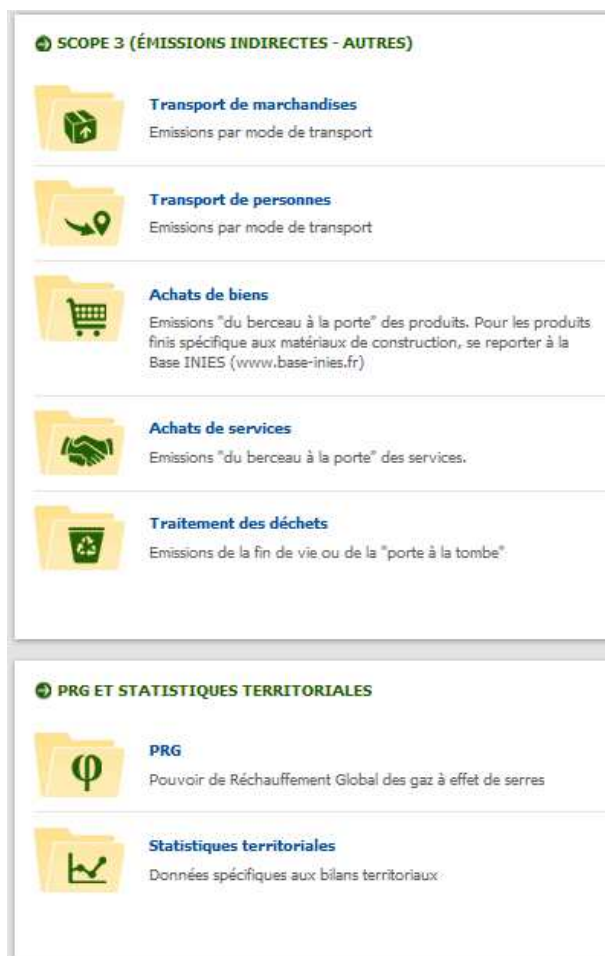 SCOPE 3 (ÉMISSIONS INDIRECTES - AUTRES)
Transport de marchandises
Emissions par mode de transport
Transport de personnes
Emissions par mode de transport
Achats de biens
Emissions "du berceau à la porte" des produits. Pour les produits
finis spécifique aux matériaux de construction, se reporter à la
Base INIES (www.base-inies.fr)
Achats de services
Emissions "du berceau à la porte" des services.
Traitement des déchets
Emissions de la fin de vie ou de la "porte à la tombe"
PRG ET STATISTIQUES TERRITORIALES
φ
PRG
Pouvoir de Réchauffement Global des gaz à effet de serres
Statistiques territoriales
Données spécifiques aux bilans territoriaux